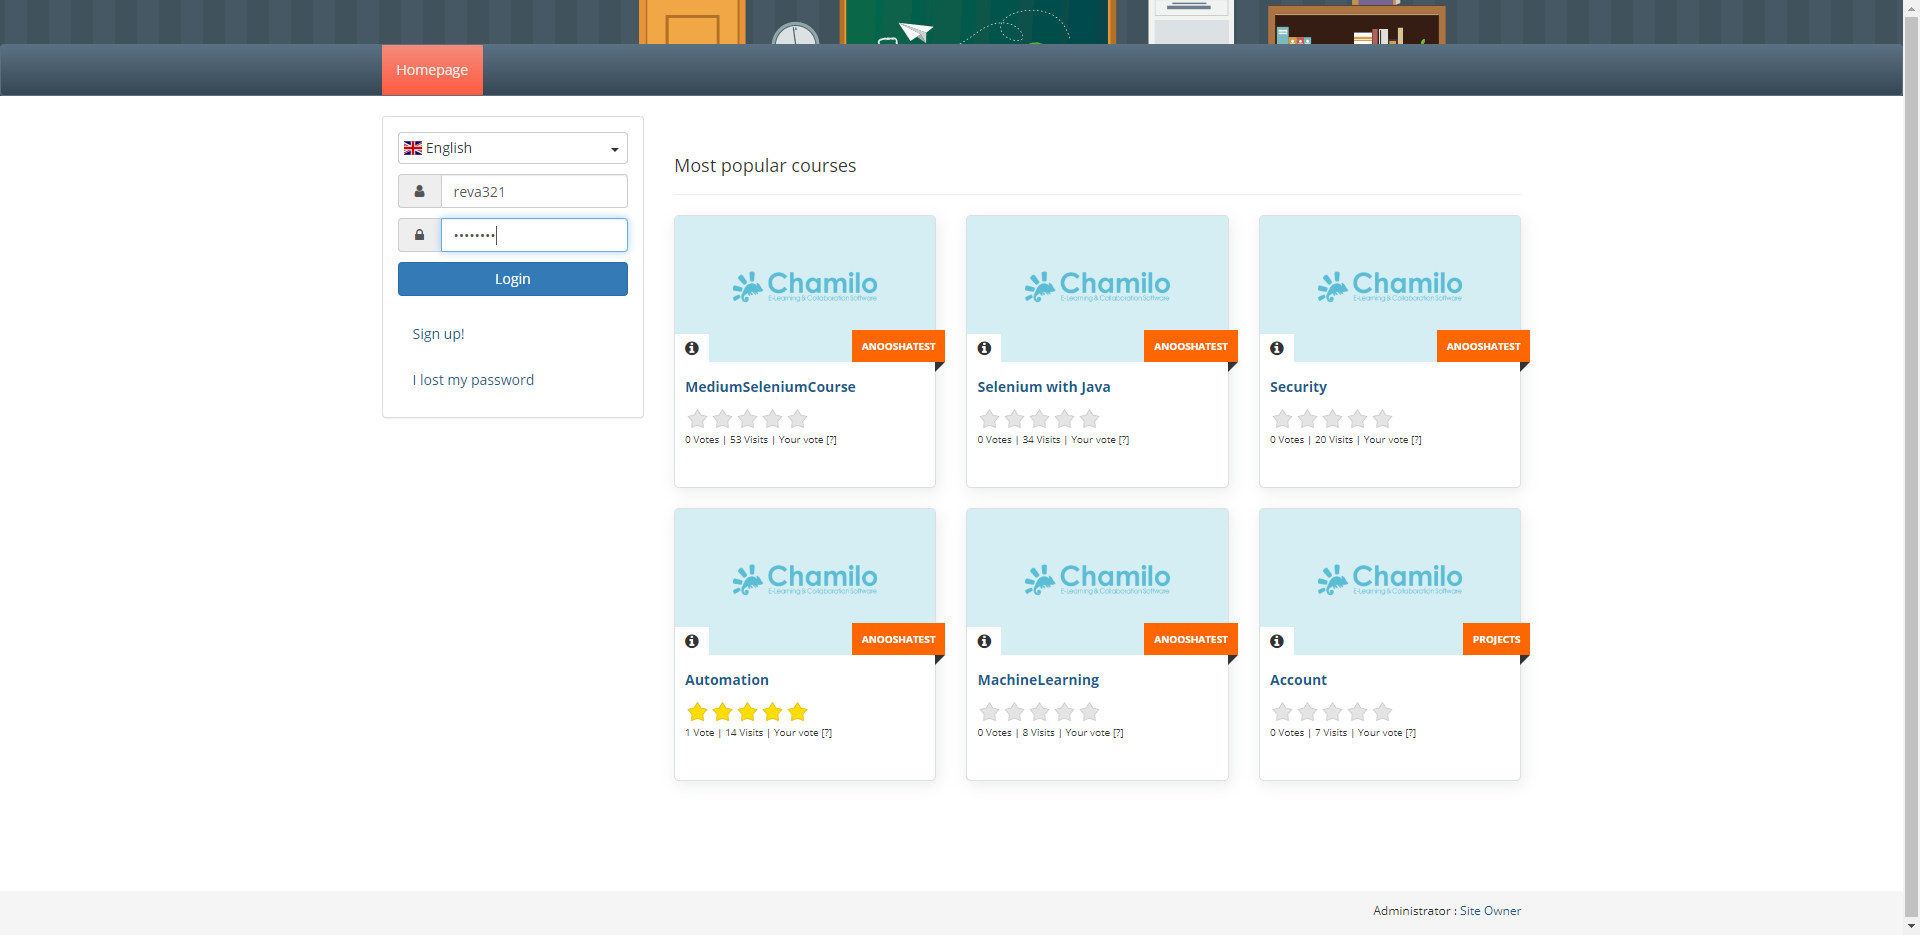 Homepage
English
reva321
Login
Sign up!
I lost my password
Most popular courses
Chamilo
E-Learning & Collaboration Software
ANOOSHATEST
MediumSeleniumCourse
0 Votes | 53 Visits | Your vote [?]
Chamilo
E-Learning & Collaboration Software
ANOOSHATEST
Selenium with Java
0 Votes | 34 Visits | Your vote [?]
Chamilo
E-Learning & Collaboration Software
ANOOSHATEST
Security
0 Votes | 20 Visits | Your vote [?]
Chamilo
E-Learning & Collaboration Software
ANOOSHATEST
Automation
1 Vote | 14 Visits | Your vote [?]
Chamilo
E-Learning & Collaboration Software
ANOOSHATEST
MachineLearning
0 Votes | 8 Visits | Your vote [?]
Chamilo
E-Learning & Collaboration Software
PROJECTS
Account
0 Votes | 7 Visits | Your vote [?]
Administrator : Site Owner